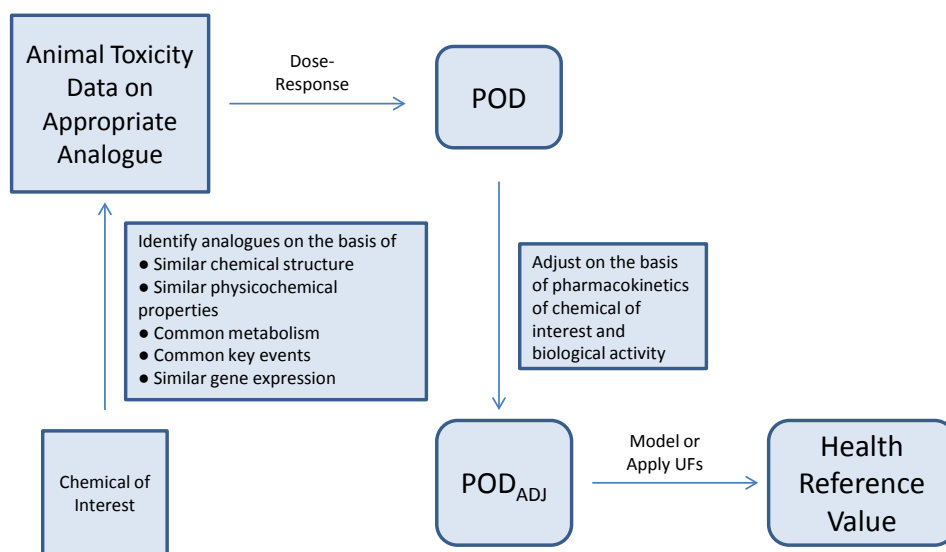 Animal Toxicity
Data on
Appropriate
Analogue
Dose-
Response
POD
Identify analogues on the basis of
● Similar chemical structure
● Similar physicochemical
properties
● Common metabolism
● Common key events
● Similar gene expression
Adjust on the basis
of pharmacokinetics
of chemical of
interest and
biological activity
Chemical of
Interest
POD_ADJ
Model or
Apply UFs
Health
Reference
Value